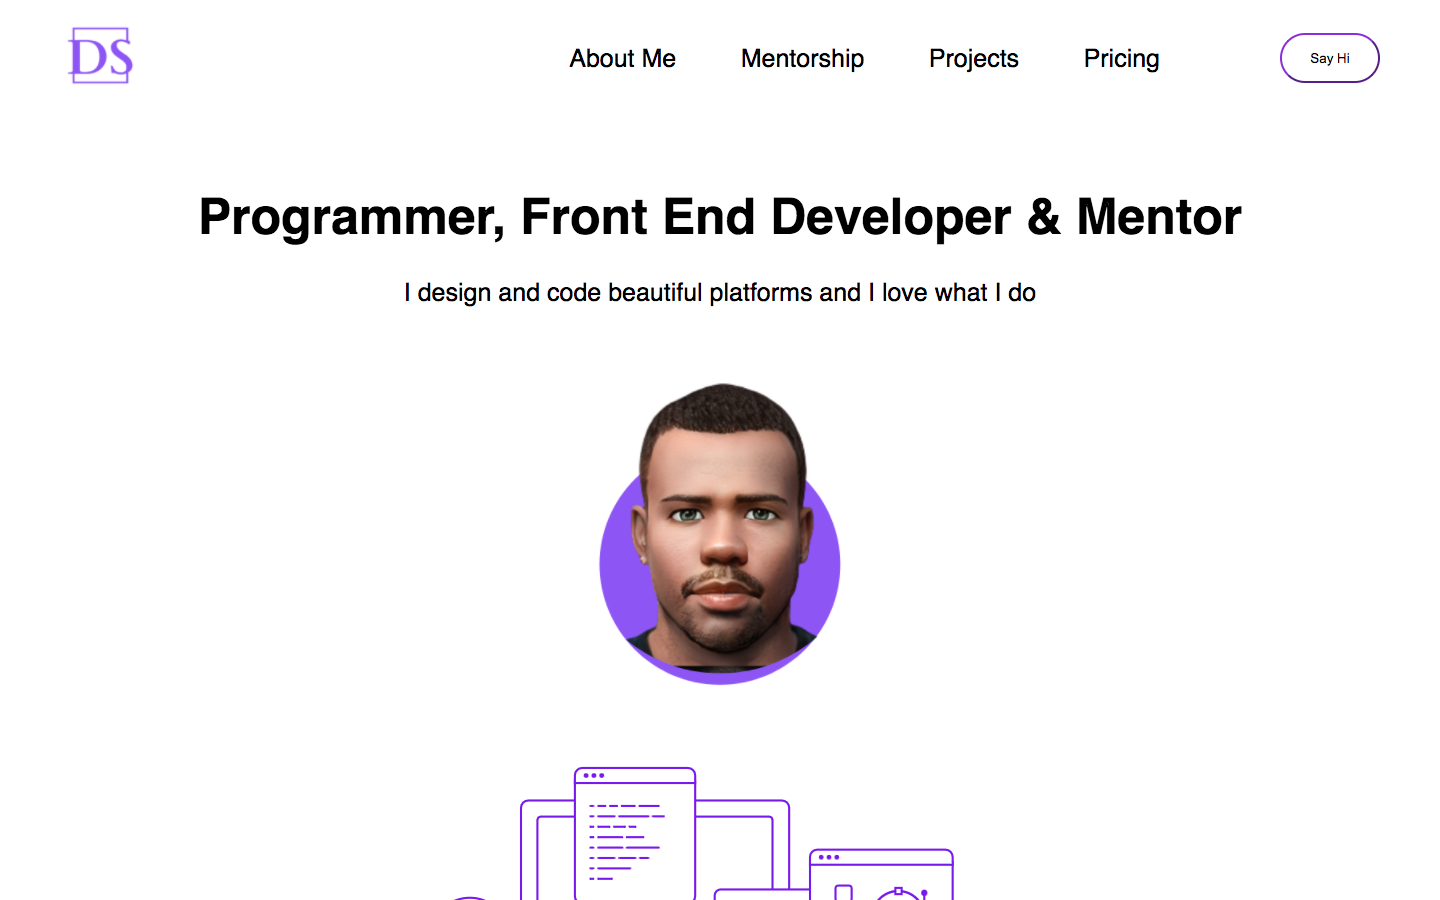 DS
About Me
Mentorship
Projects
Pricing
Say Hi
Programmer, Front End Developer & Mentor
I design and code beautiful platforms and I love what I do